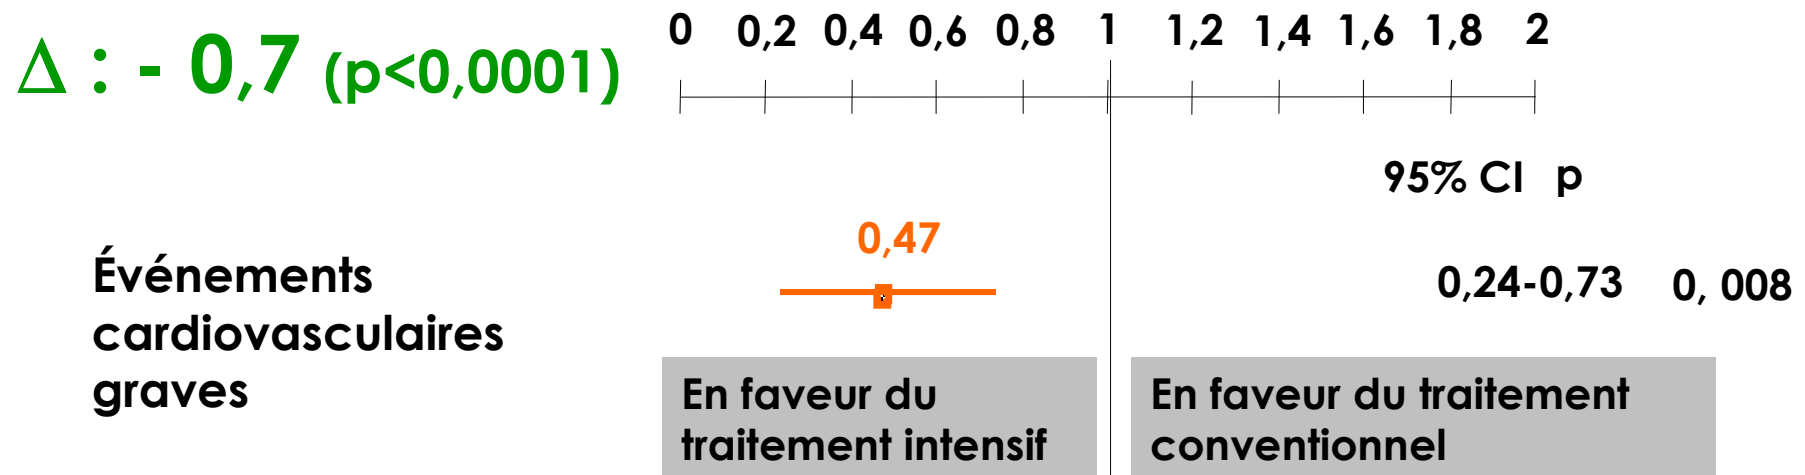 Δ : - 0,7 (p<0,0001)
0 0,2 0,4 0,6 0,8 1 1,2 1,4 1,6 1,8 2
95% CI p
0,47
Événements
cardiovasculaires
graves
0,24-0,73 0, 008
En faveur du
traitement intensif
En faveur du traitement
conventionnel